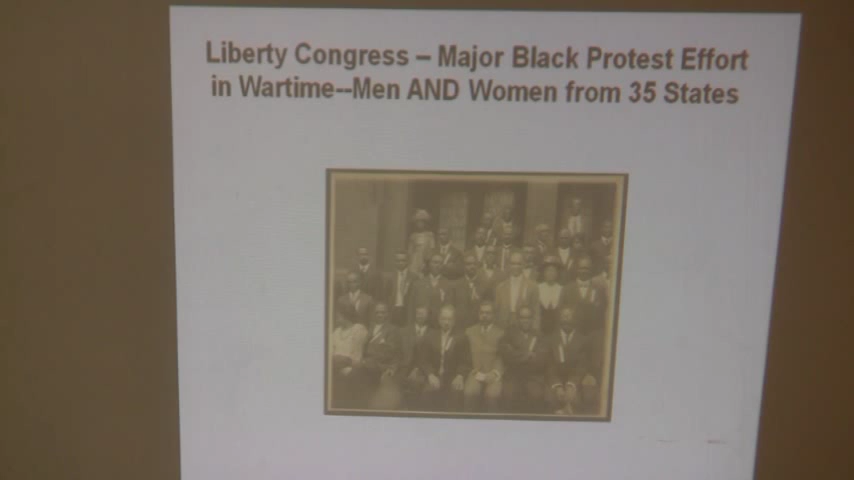 Liberty Congress – Major Black Protest Effort
in Wartime--Men AND Women from 35 States